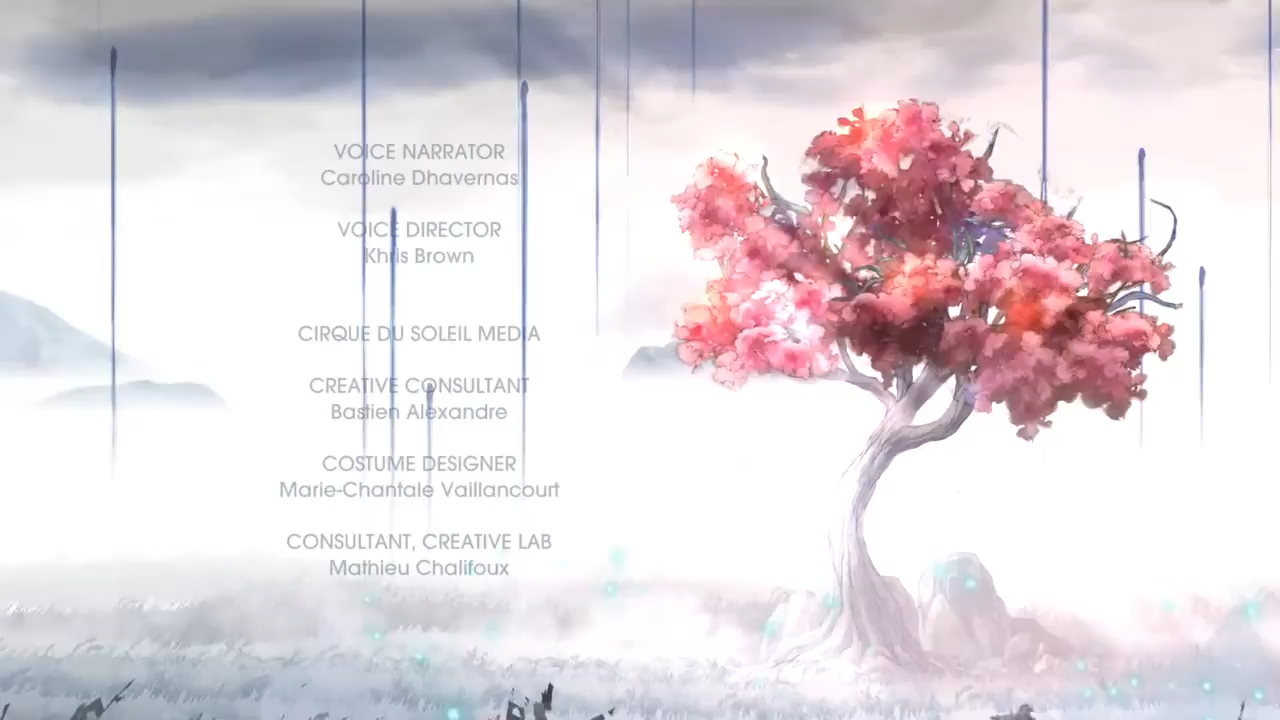 VOICE NARRATOR
Caroline Dhavernas
VOICE DIRECTOR
Khris Brown
CIRQUE DU SOLEIL MEDIA
CREATIVE CONSULTANT
Bastien Alexandre
COSTUME DESIGNER
Marie-Chantale Vaillancourt
CONSULTANT, CREATIVE LAB
Mathieu Chalifoux